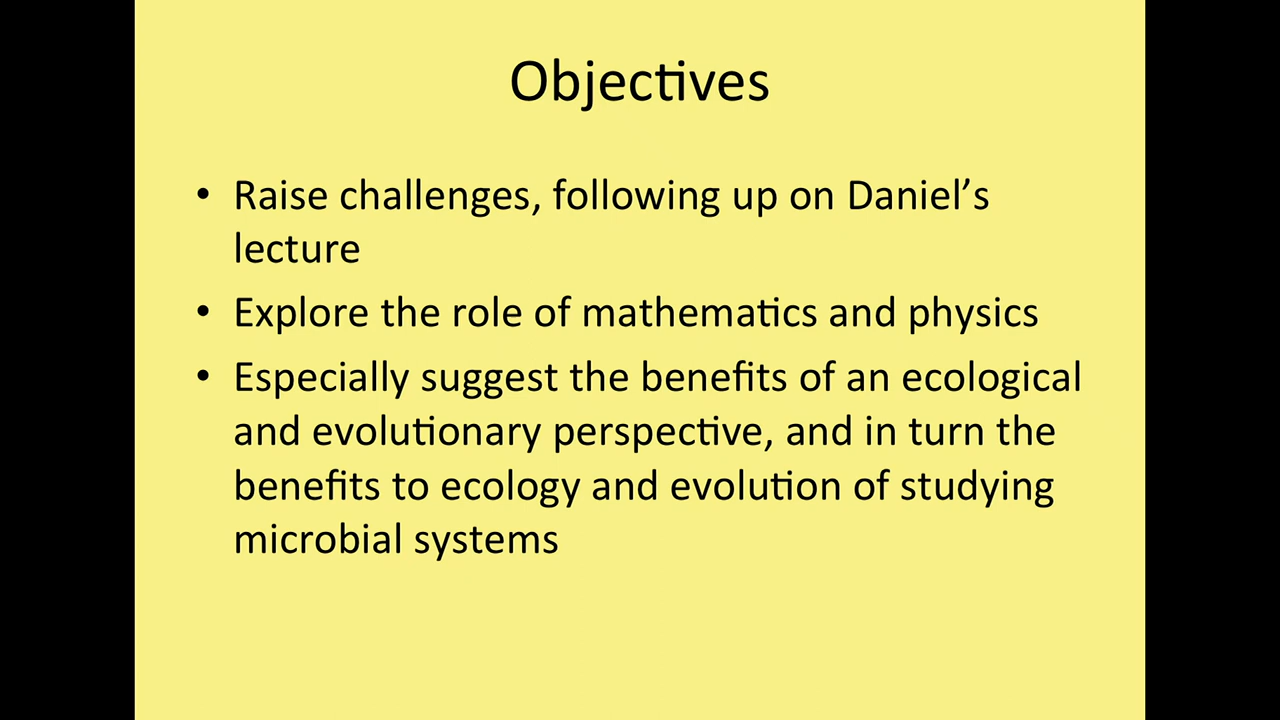 Objectives
• Raise challenges, following up on Daniel’s
lecture
• Explore the role of mathematics and physics
• Especially suggest the benefits of an ecological
and evolutionary perspective, and in turn the
benefits to ecology and evolution of studying
microbial systems